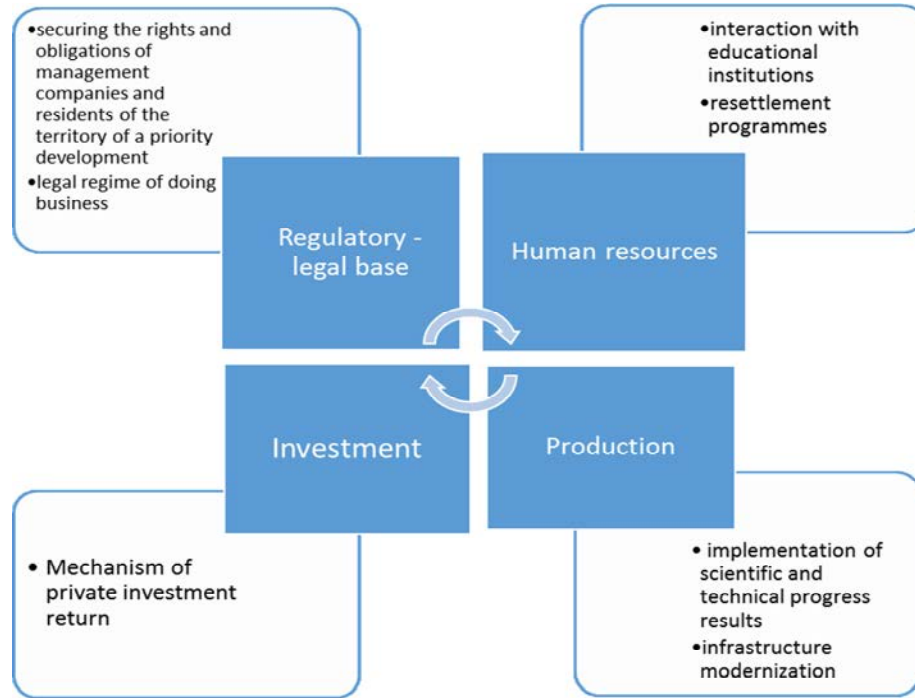 •securing the rights and
obligations of
management
companies and
residents of the
territory of a priority
development
•legal regime of doing
business
•interaction with
educational
institutions
•resettlement
programmes
Regulatory -
legal base
Human resources
Investment
Production
• Mechanism of
private investment
return
• implementation of
scientific and
technical progress
results
•infrastructure
modernization